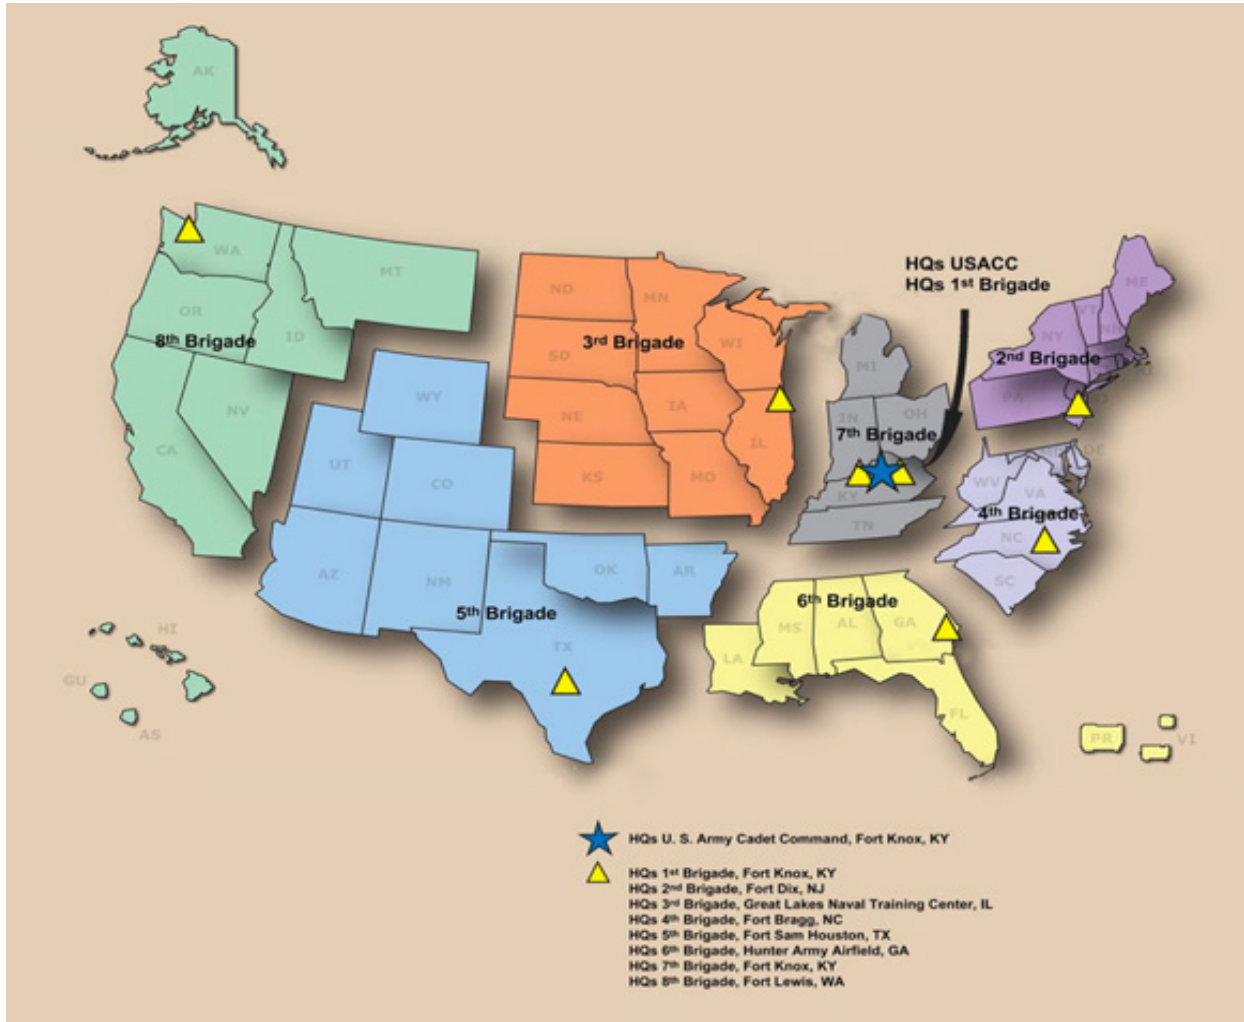 AK
WA
MT
OR
ID
8th Brigade
NV
CA
ND
MN
SD
3rd Brigade
WI
NE
IA
IL
KS
MO
HQs USACC
HQs 1st Brigade
ME
VT
NH
NY
2nd Brigade
PA
NJ
MI
IN
OH
7th Brigade
KY
TN
WY
UT
CO
AZ
NM
OK
AR
5th Brigade
TX
DE
WV
VA
4th Brigade
NC
SC
6th Brigade
MS
AL
GA
LA
FL
HI
GU
AS
PR
VI
HQs U. S. Army Cadet Command, Fort Knox, KY
HQs 1st Brigade, Fort Knox, KY
HQs 2nd Brigade, Fort Dix, NJ
HQs 3rd Brigade, Great Lakes Naval Training Center, IL
HQs 4th Brigade, Fort Bragg, NC
HQs 5th Brigade, Fort Sam Houston, TX
HQs 6th Brigade, Hunter Army Airfield, GA
HQs 7th Brigade, Fort Knox, KY
HQs 8th Brigade, Fort Lewis, WA